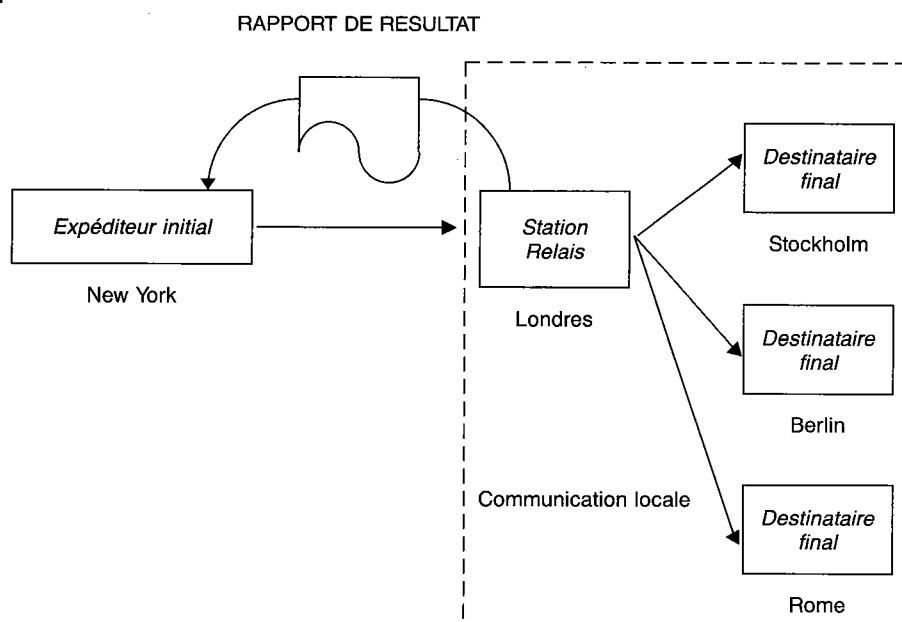 RAPPORT DE RESULTAT
Expéditeur initial
New York
Station
Relais
Londres
Destinataire
final
Stockholm
Destinataire
final
Berlin
Communication locale
Destinataire
final
Rome